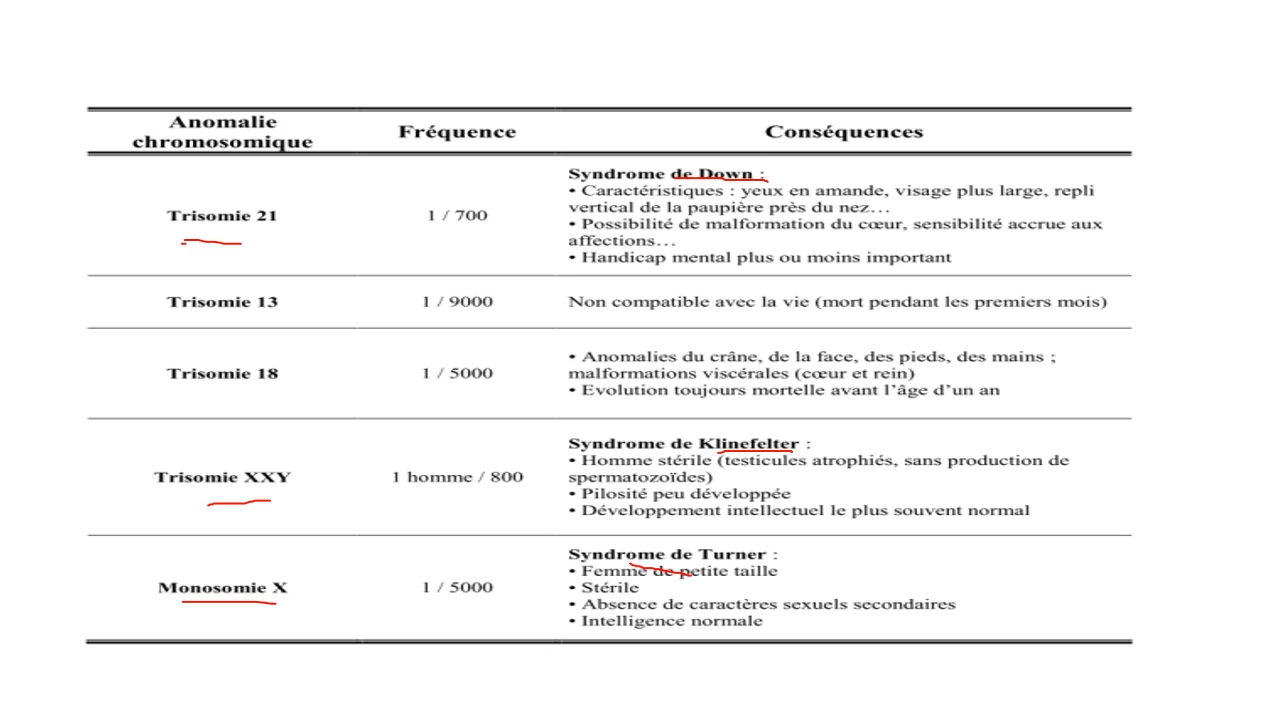 Anomalie
chromosomique
Fréquence
Conséquences
Trisomie 21
1 / 700
Syndrome de Down :
• Caractéristiques : yeux en amande, visage plus large, repli
vertical de la paupière près du nez…
• Possibilité de malformation du cœur, sensibilité accrue aux
affections…
• Handicap mental plus ou moins important
Trisomie 13
1 / 9000
Non compatible avec la vie (mort pendant les premiers mois)
Trisomie 18
1 / 5000
• Anomalies du crâne, de la face, des pieds, des mains ;
malformations viscérales (cœur et rein)
• Evolution toujours mortelle avant l’âge d’un an
Trisomie XXY
1 homme / 800
Syndrome de Klinefelter :
• Homme stérile (testicules atrophiés, sans production de
spermatozoïdes)
• Pilosité peu développée
• Développement intellectuel le plus souvent normal
Monosomie X
1 / 5000
Syndrome de Turner :
• Femme de petite taille
• Stérile
• Absence de caractères sexuels secondaires
• Intelligence normale